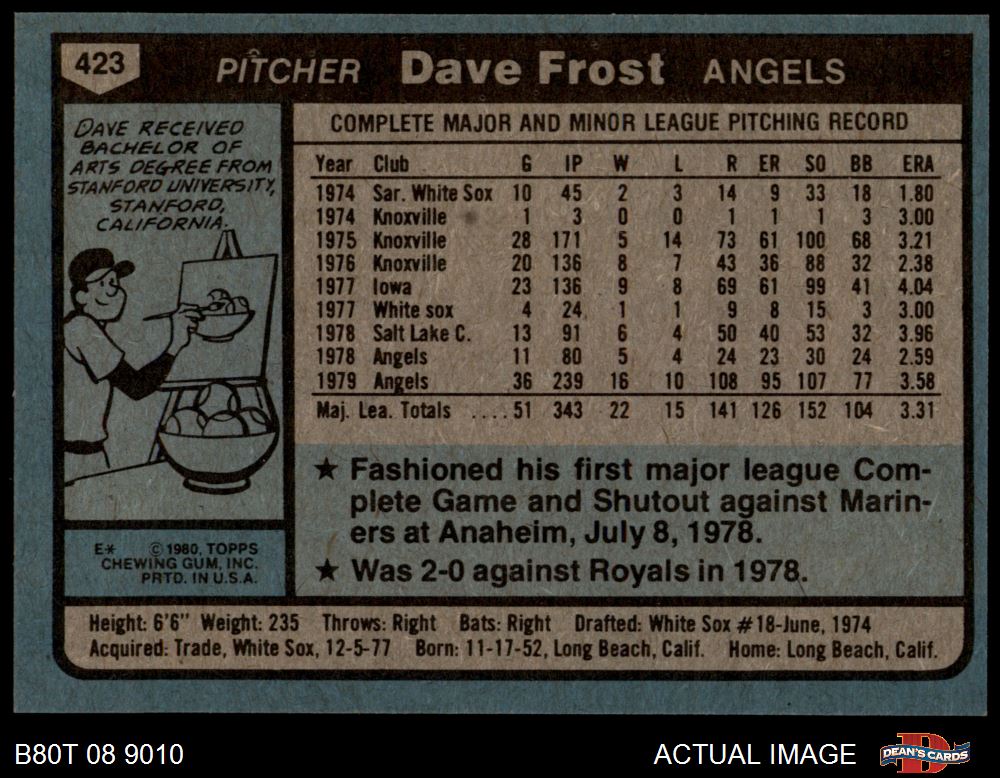 423
PITCHER Dave Frost ANGELS
DAVE RECEIVED
BACHELOR OF
ARTS DEGREE FROM
STANFORD UNIVERSITY,
STANFORD,
CALIFORNIA.
COMPLETE MAJOR AND MINOR LEAGUE PITCHING RECORD
Year Club G IP W L R ER SO BB ERA
1974 Sar. White Sox 10 45 2 3 14 9 33 18 1.80
1974 Knoxville 1 3 0 0 1 1 1 3 3.00
1975 Knoxville 28 171 5 14 73 61 100 68 3.21
1976 Knoxville 20 136 8 7 43 36 88 32 2.38
1977 Iowa 23 136 9 8 69 61 99 41 4.04
1977 White sox 4 24 1 1 9 8 15 3 3.00
1978 Salt Lake C. 13 91 6 4 50 40 53 32 3.96
1978 Angels 11 80 5 4 24 23 30 24 2.59
1979 Angels 36 239 16 10 108 95 107 77 3.58
Maj. Lea. Totals ....51 343 22 15 141 126 152 104 3.31
★ Fashioned his first major league Com-
plete Game and Shutout against Marin-
ers at Anaheim, July 8, 1978.
★ Was 2-0 against Royals in 1978.
E* © 1980, TOPPS
CHEWING GUM, INC.
PRTD. IN U.S.A.
Height: 6'6" Weight: 235 Throws: Right Bats: Right Drafted: White Sox #18-June, 1974
Acquired: Trade, White Sox, 12-5-77 Born: 11-17-52, Long Beach, Calif. Home: Long Beach, Calif.
B80T 08 9010 ACTUAL IMAGE DEAN'S CARDS